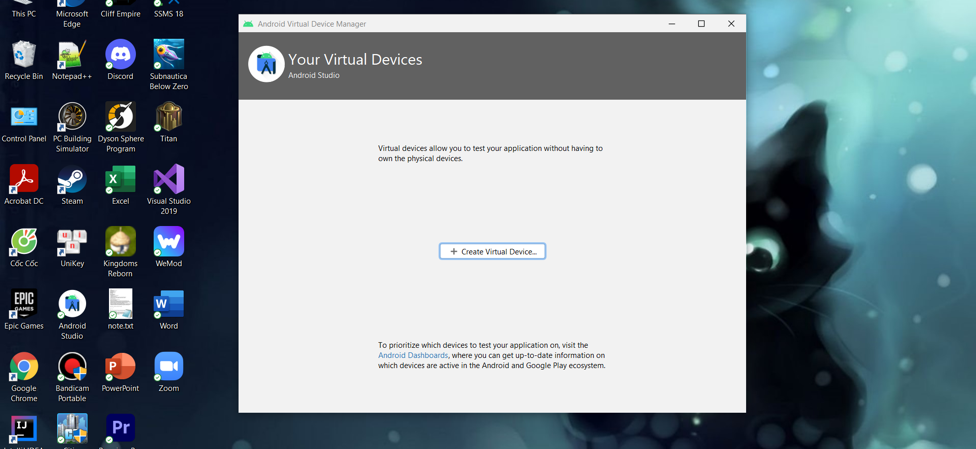 This PC
Microsoft
Edge
Cliff Empire
SSMS 18
Recycle Bin
Notepad++
Discord
Subnautica
Below Zero
Control Panel
PC Building
Simulator
Dyson Sphere
Program
Titan
Acrobat DC
Steam
Excel
Visual Studio
2019
Cốc Cốc
UniKey
Kingdoms
Reborn
WeMod
EPIC
GAMES
Epic Games
Android
Studio
note.txt
Word
Google
Chrome
Bandicam
Portable
PowerPoint
Zoom
IJ
Pr
Android Virtual Device Manager
Your Virtual Devices
Android Studio
Virtual devices allow you to test your application without having to
own the physical devices.
+ Create Virtual Device...
To prioritize which devices to test your application on, visit the
Android Dashboards, where you can get up-to-date information on
which devices are active in the Android and Google Play ecosystem.